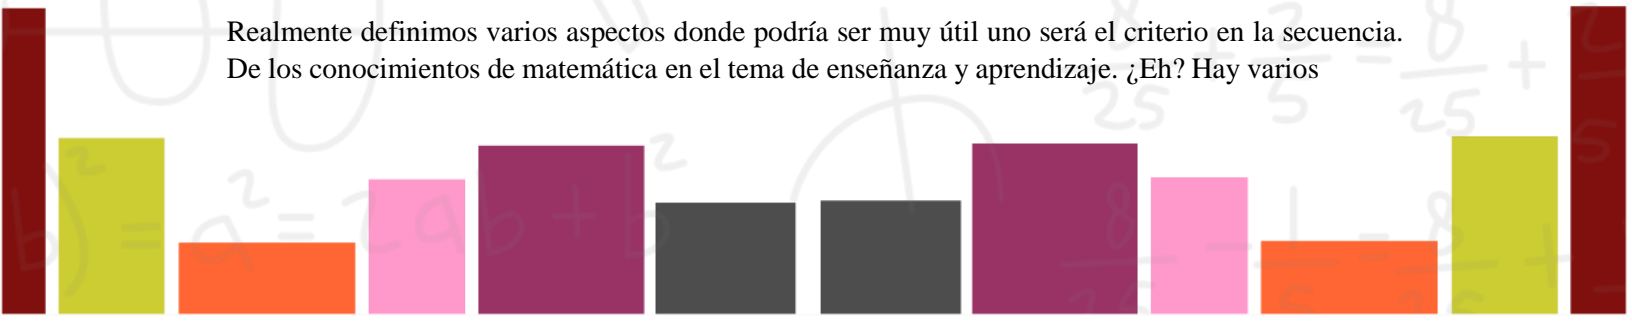 Realmente definimos varios aspectos donde podría ser muy útil uno será el criterio en la secuencia.
De los conocimientos de matemática en el tema de enseñanza y aprendizaje. ¿Eh? Hay varios